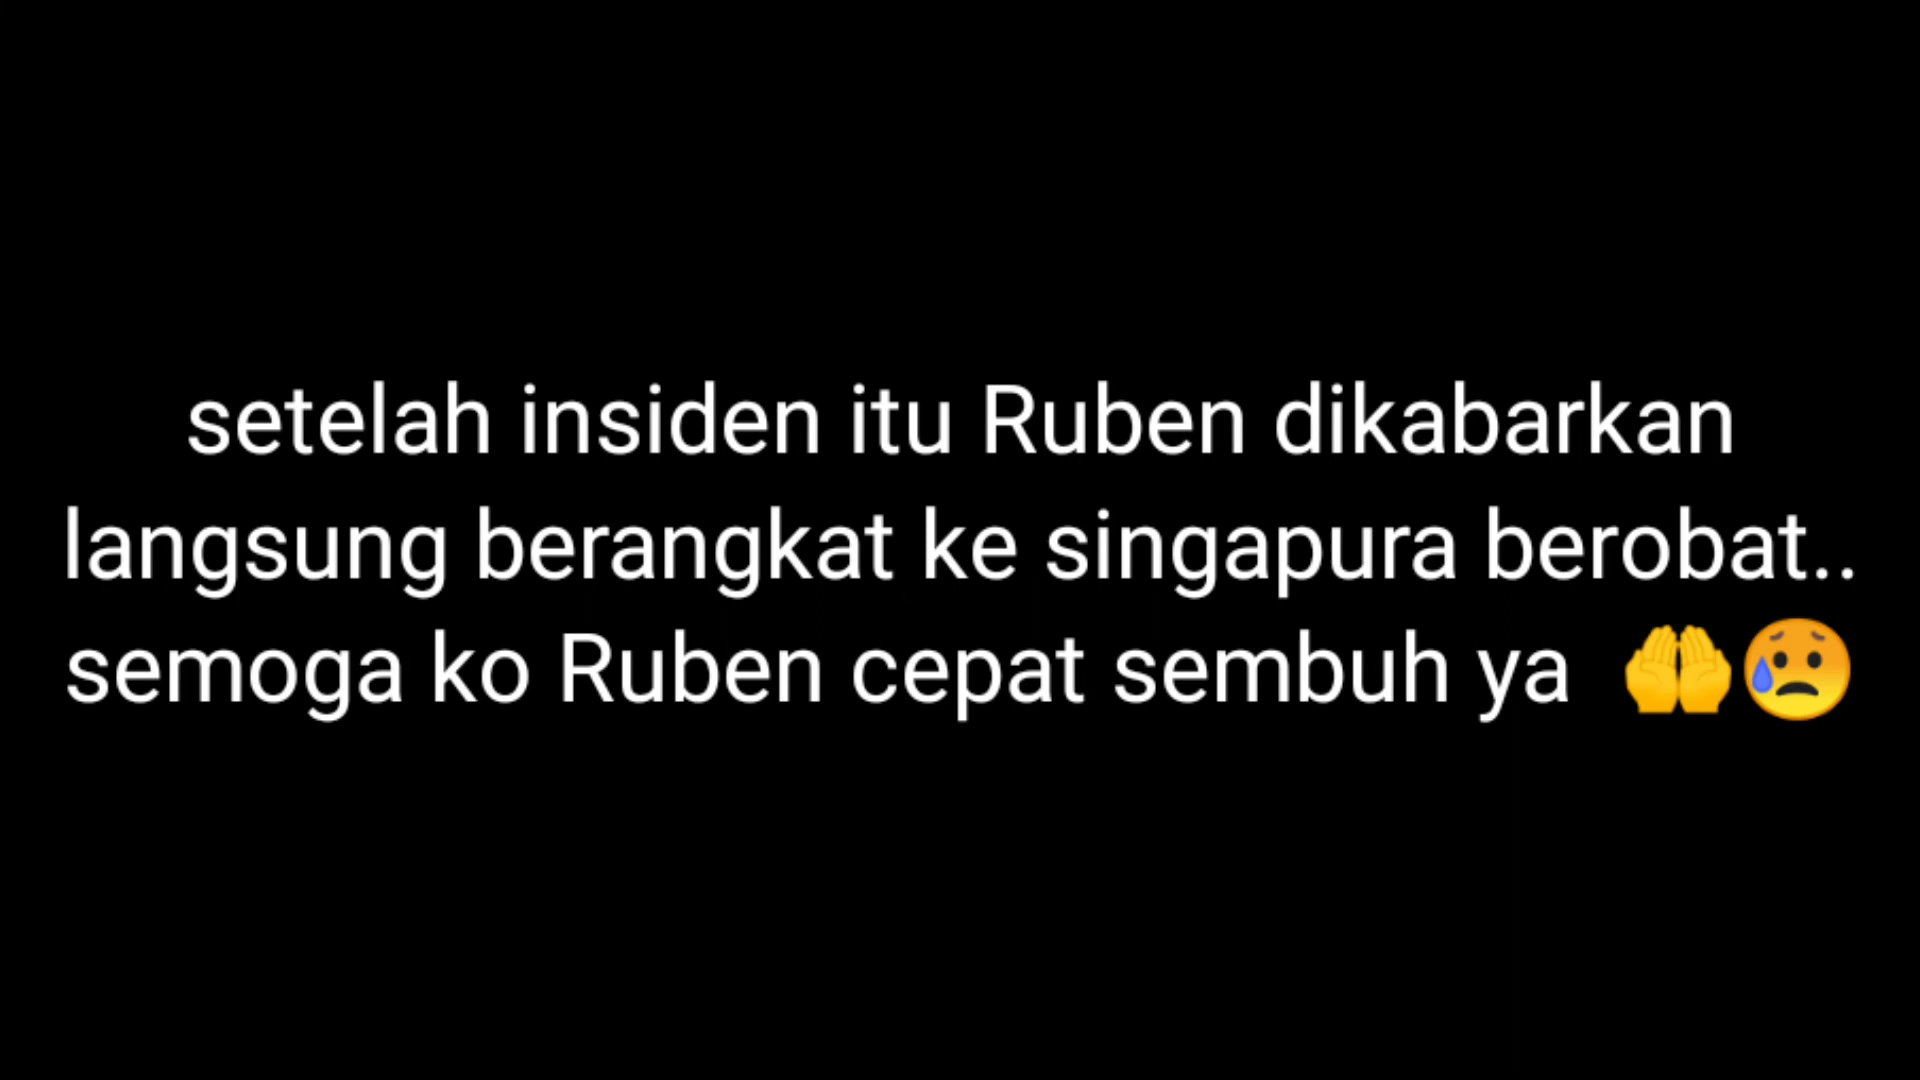 setelah insiden itu Ruben dikabarkan
langsung berangkat ke singapura berobat..
semoga ko Ruben cepat sembuh ya 🤲😥